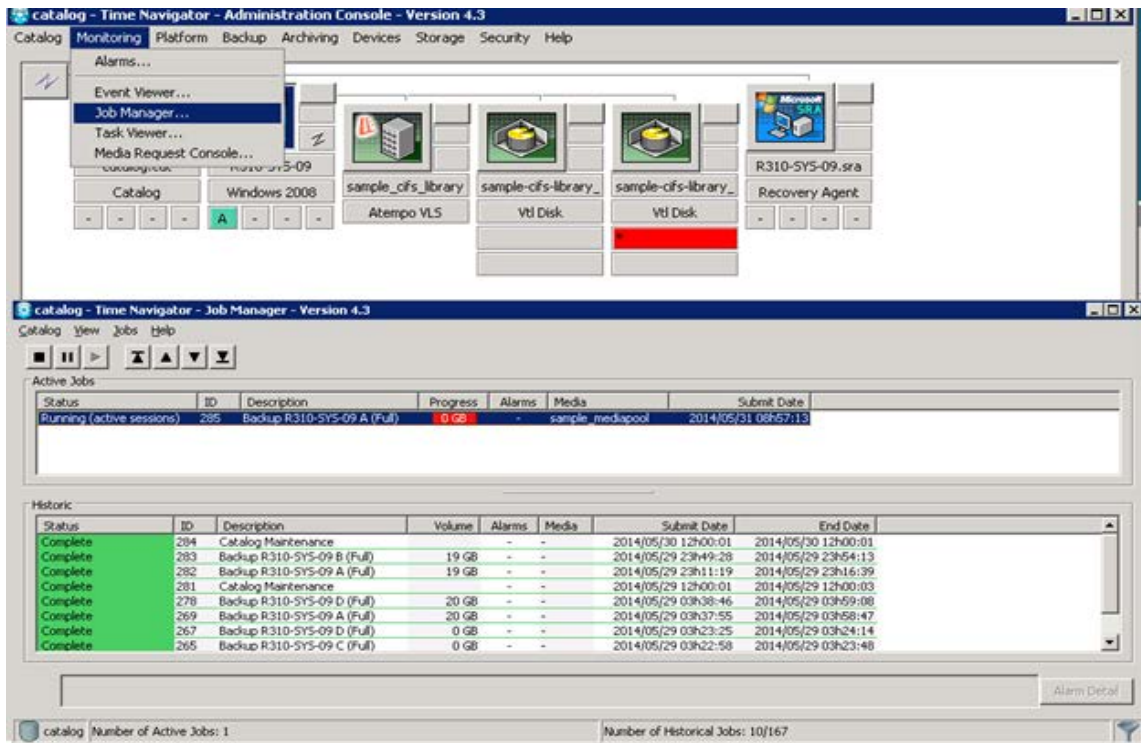 catalog - Time Navigator - Administration Console - Version 4.3
Catalog Monitoring Platform Backup Archiving Devices Storage Security Help
Alarms...
Event Viewer...
Job Manager...
Task Viewer...
Media Request Console...
Microsoft
SRA
R310-SYS-09
R310-SYS-09.sra
sample_cifs_library sample-cifs-library_ sample-cifs-library_
Catalog Windows 2008 Atempo VLS Vtl Disk Vtl Disk Recovery Agent
- - - - A - - - - - - -
catalog - Time Navigator - Job Manager - Version 4.3
Catalog View Jobs Help
Active Jobs
Status ID Description Progress Alarms Media Submit Date
Running (active sessions) 285 Backup R310-SYS-09 A (Full) 0 GB - sample_mediapool 2014/05/31 08h57:13
Historic
Status ID Description Volume Alarms Media Submit Date End Date
Complete 284 Catalog Maintenance - - 2014/05/30 12h00:01 2014/05/30 12h00:01
Complete 283 Backup R310-SYS-09 B (Full) 19 GB - - 2014/05/29 23h49:28 2014/05/29 23h54:13
Complete 282 Backup R310-SYS-09 A (Full) 19 GB - - 2014/05/29 23h11:19 2014/05/29 23h16:39
Complete 281 Catalog Maintenance - - 2014/05/29 12h00:01 2014/05/29 12h00:03
Complete 278 Backup R310-SYS-09 D (Full) 20 GB - - 2014/05/29 03h38:46 2014/05/29 03h59:08
Complete 269 Backup R310-SYS-09 A (Full) 20 GB - - 2014/05/29 03h37:55 2014/05/29 03h58:47
Complete 267 Backup R310-SYS-09 D (Full) 0 GB - - 2014/05/29 03h23:25 2014/05/29 03h24:14
Complete 265 Backup R310-SYS-09 C (Full) 0 GB - - 2014/05/29 03h22:58 2014/05/29 03h23:48
Alarm Detail
catalog Number of Active Jobs: 1 Number of Historical Jobs: 10/167